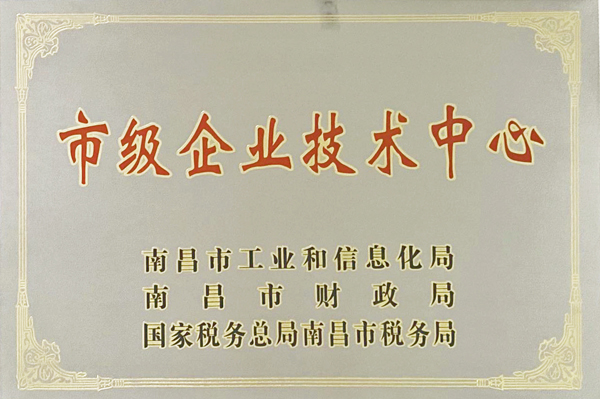 市级企业技术中心
南昌市工业和信息化局
南昌市财政局
国家税务总局南昌市税务局